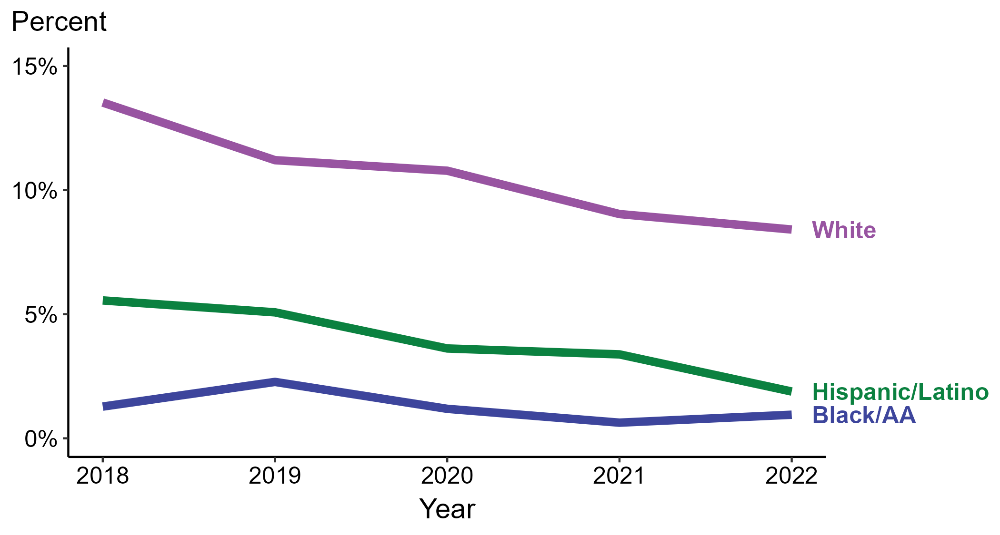 Percent
15%
10%
5%
0%
White
Hispanic/Latino
Black/AA
2018 2019 2020 2021 2022
Year